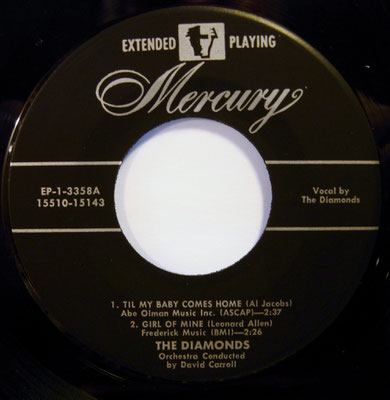 EXTENDED PLAYING
Mercury
EP-1-3358A
15510-15143
Vocal by
The Diamonds
1. TIL MY BABY COMES HOME (Al Jacobs)
Abe Olman Music Inc. (ASCAP)—2:37
2. GIRL OF MINE (Leonard Allen)
Frederick Music (BMI)—2:26
THE DIAMONDS
Orchestra Conducted
by David Carroll